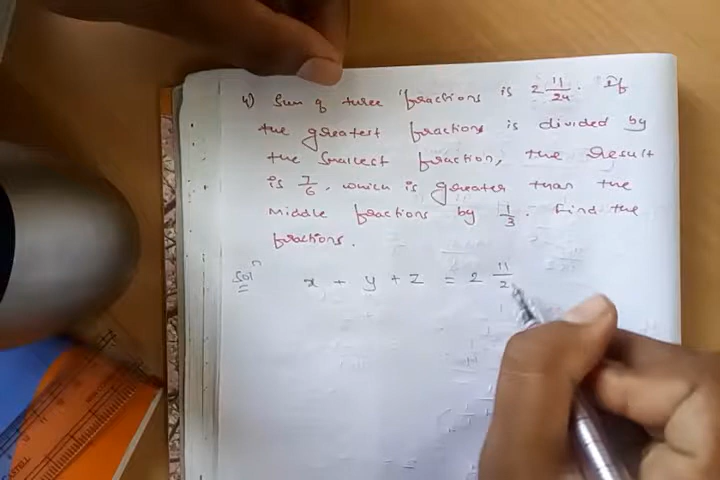 4) Sum of three fractions is 2 11/24. If
the greatest fractions is divided by
the smallest fraction, the result
is 7/6, which is greater than the
middle fractions by 1/3. Find the
fractions.
Solⁿ x + y + z = 2 11/2